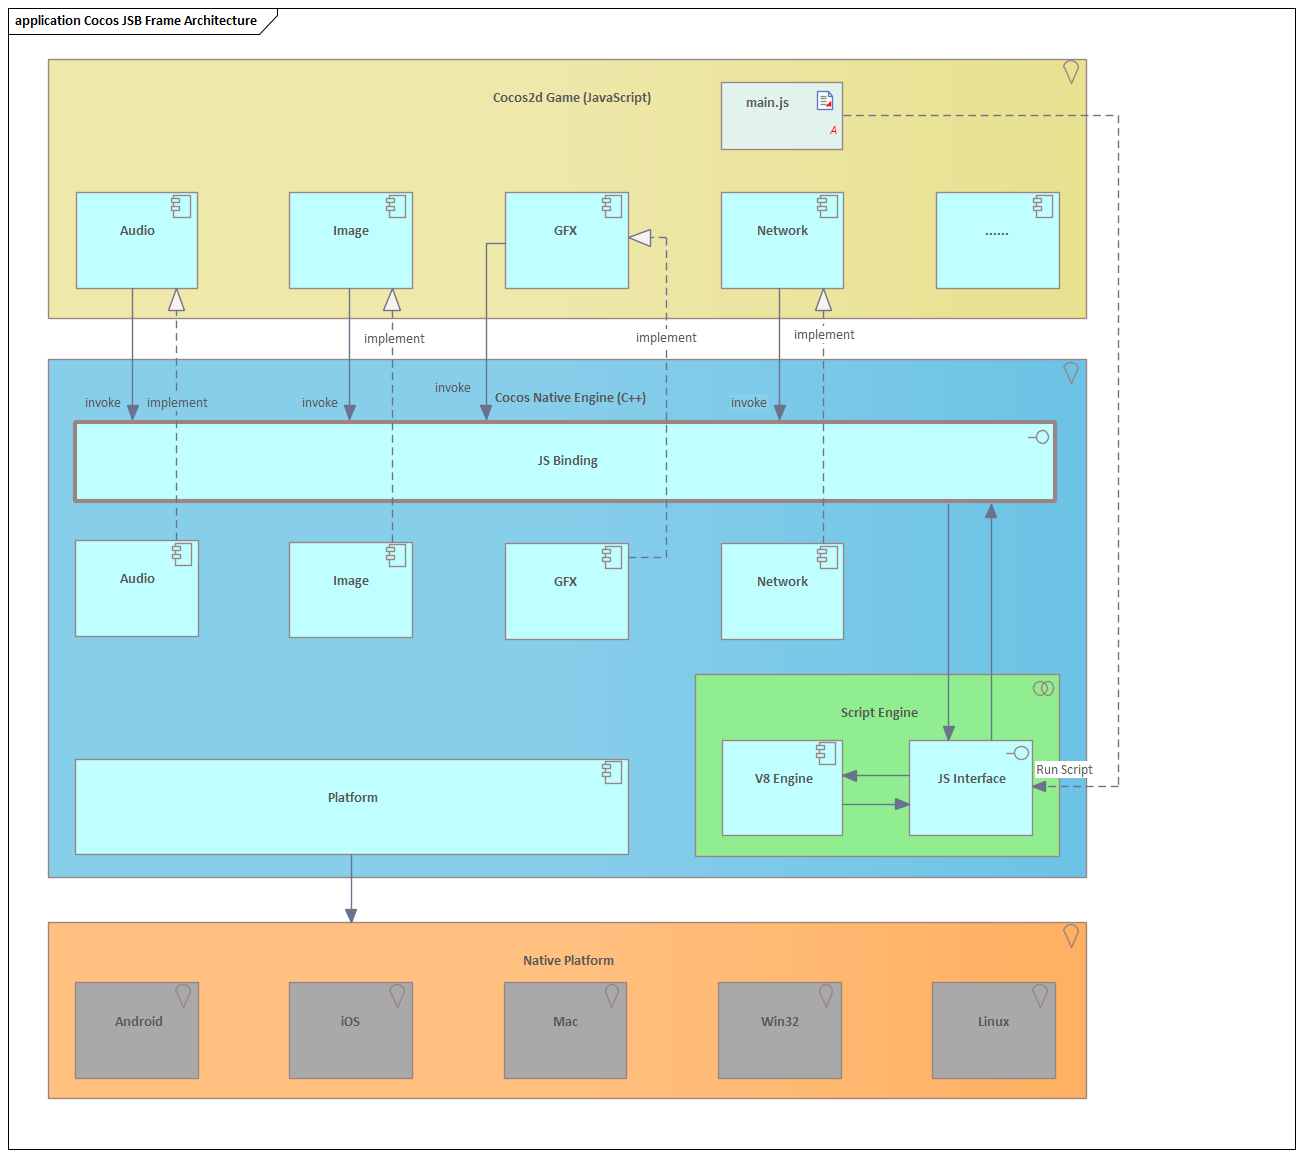 application Cocos JSB Frame Architecture
Cocos2d Game (JavaScript)
main.js
A
Audio
Image
GFX
Network
......
implement
implement
implement
invoke
invoke
implement
invoke
invoke
Cocos Native Engine (C++)
JS Binding
Audio
Image
GFX
Network
Script Engine
V8 Engine
JS Interface
Run Script
Platform
Native Platform
Android
iOS
Mac
Win32
Linux